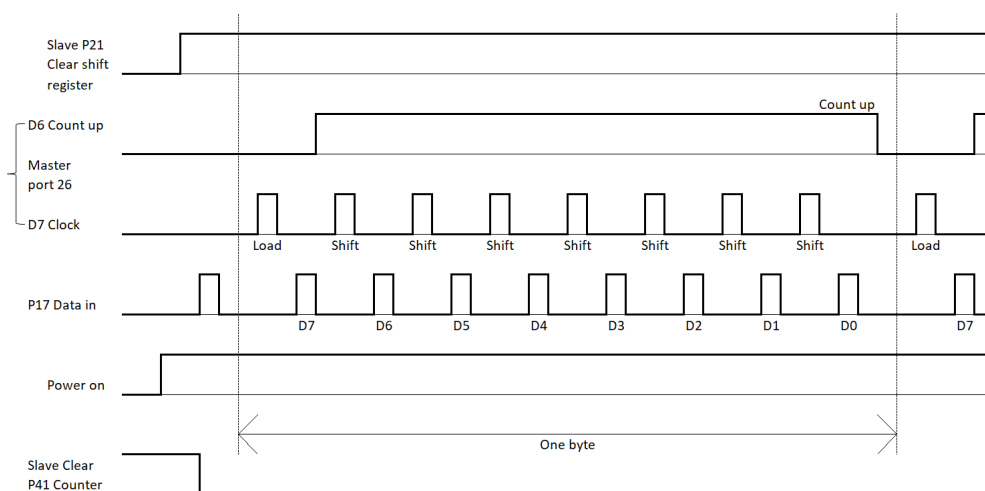 Slave P21
Clear shift
register
Count up
D6 Count up
Master
port 26
D7 Clock
Load Shift Shift Shift Shift Shift Shift Shift Load
P17 Data in
D7 D6 D5 D4 D3 D2 D1 D0 D7
Power on
One byte
Slave Clear
P41 Counter